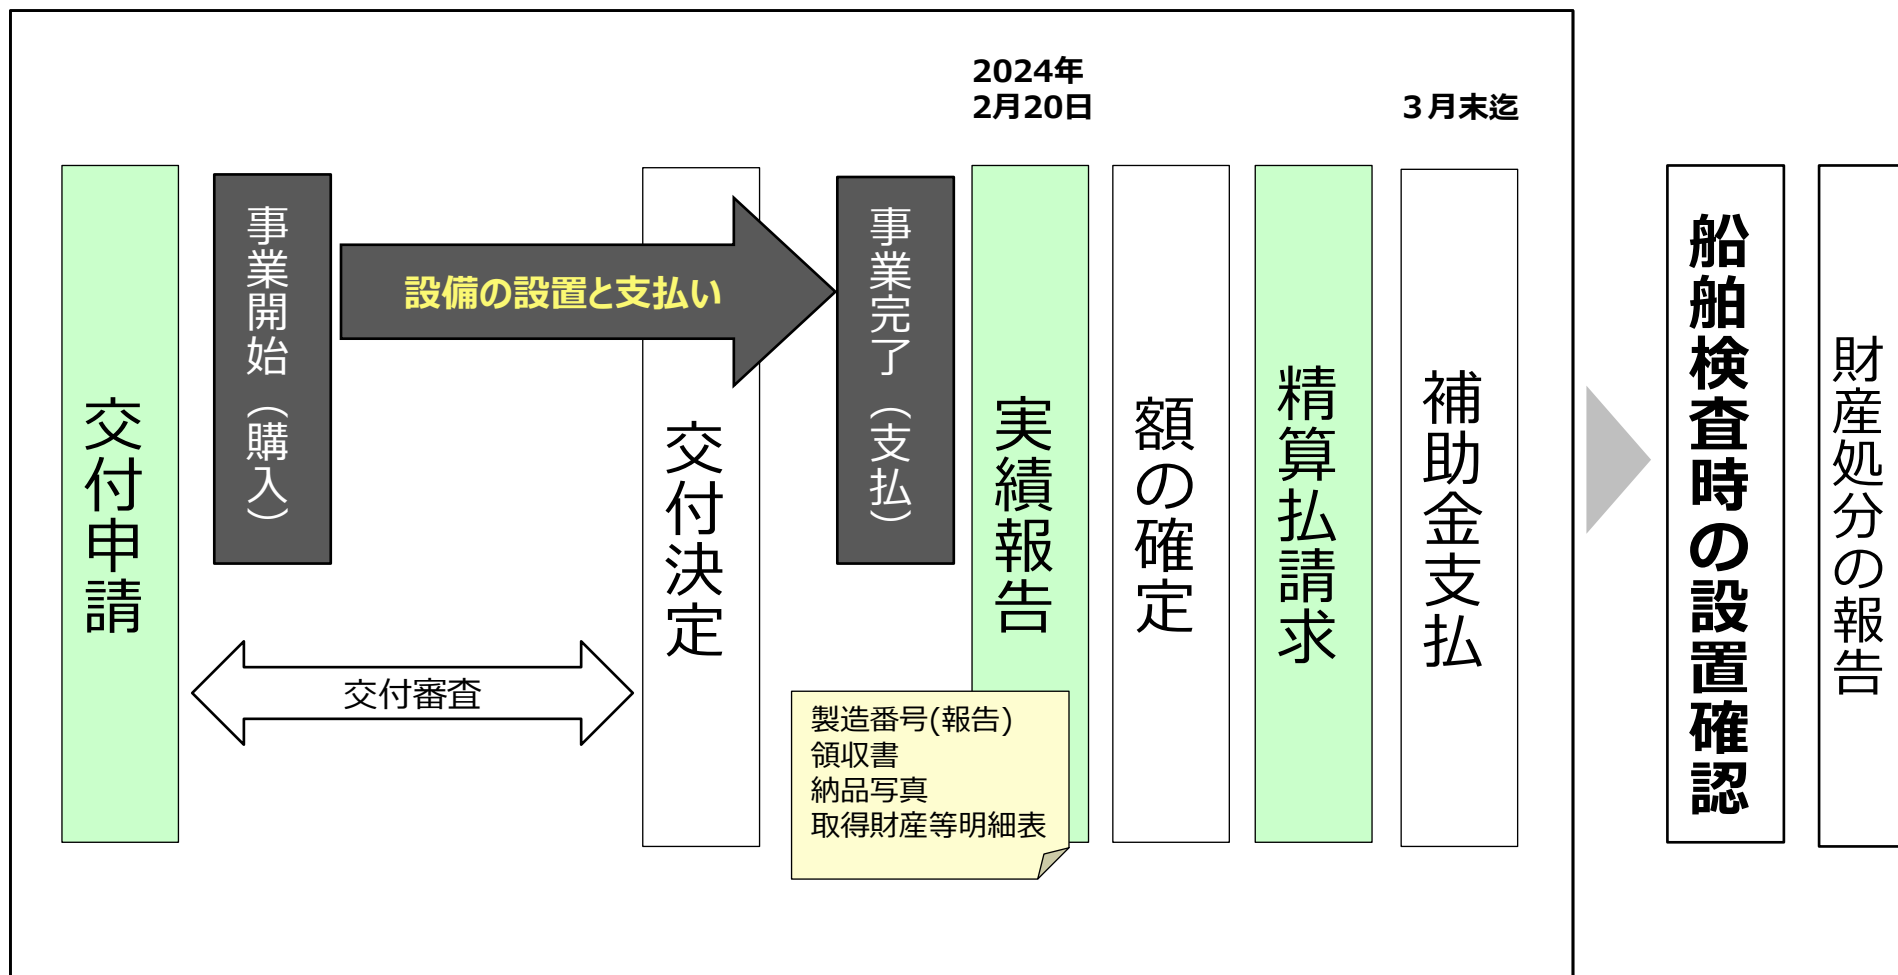 2024年
2月20日
３月末迄
交付申請
事業開始（購入）
設備の設置と支払い
交付審査
交付決定
事業完了（支払）
実績報告
製造番号(報告)
領収書
納品写真
取得財産等明細表
額の確定
精算払請求
補助金支払
船舶検査時の設置確認
財産処分の報告